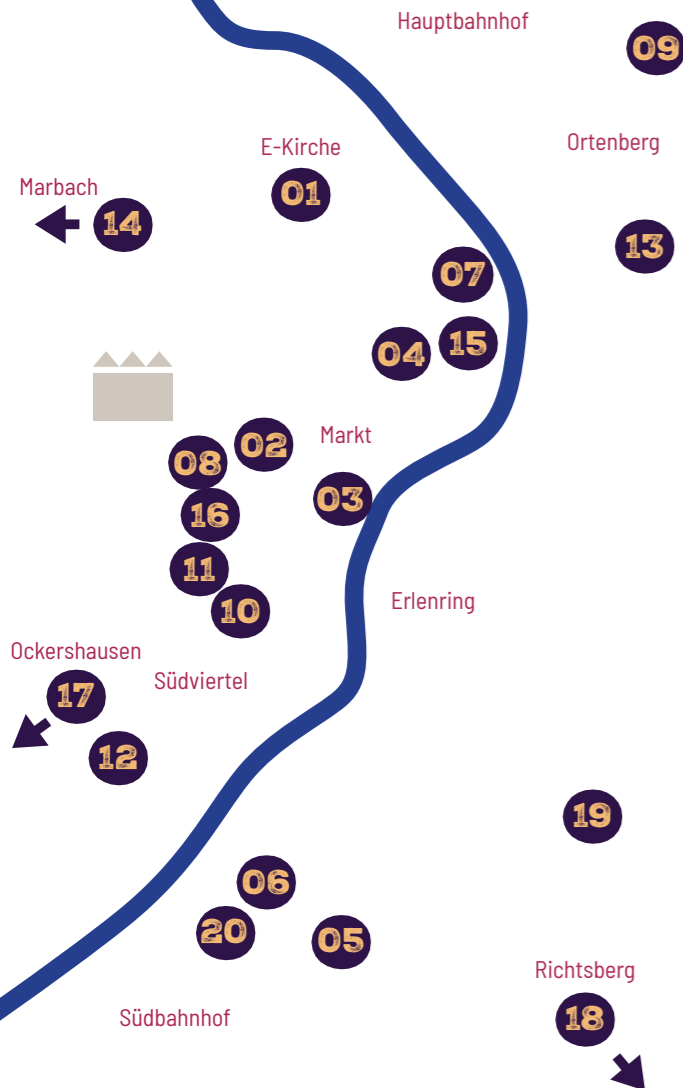 Hauptbahnhof
09
Ortenberg
E-Kirche
Marbach
01
14
13
07
15
04
Markt
02
08
03
16
11
Erlenring
10
Ockershausen
Südviertel
17
12
19
06
20
05
Richtsberg
Südbahnhof
18